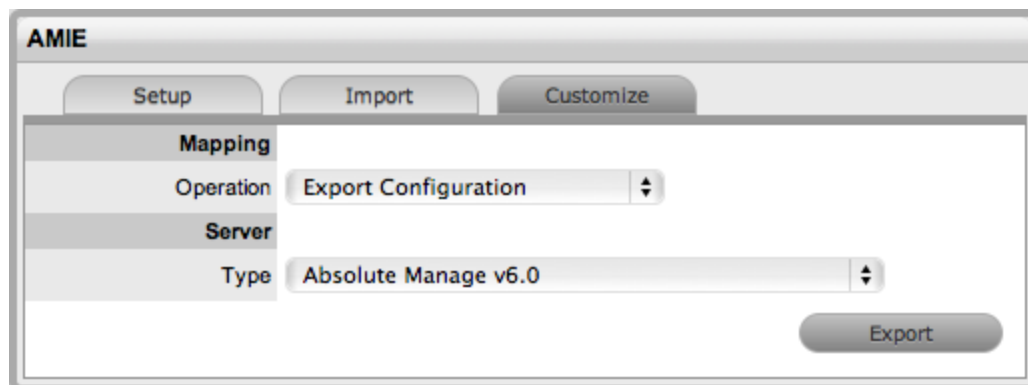 AMIE
Setup Import Customize
Mapping
Operation Export Configuration
Server
Type Absolute Manage v6.0
Export